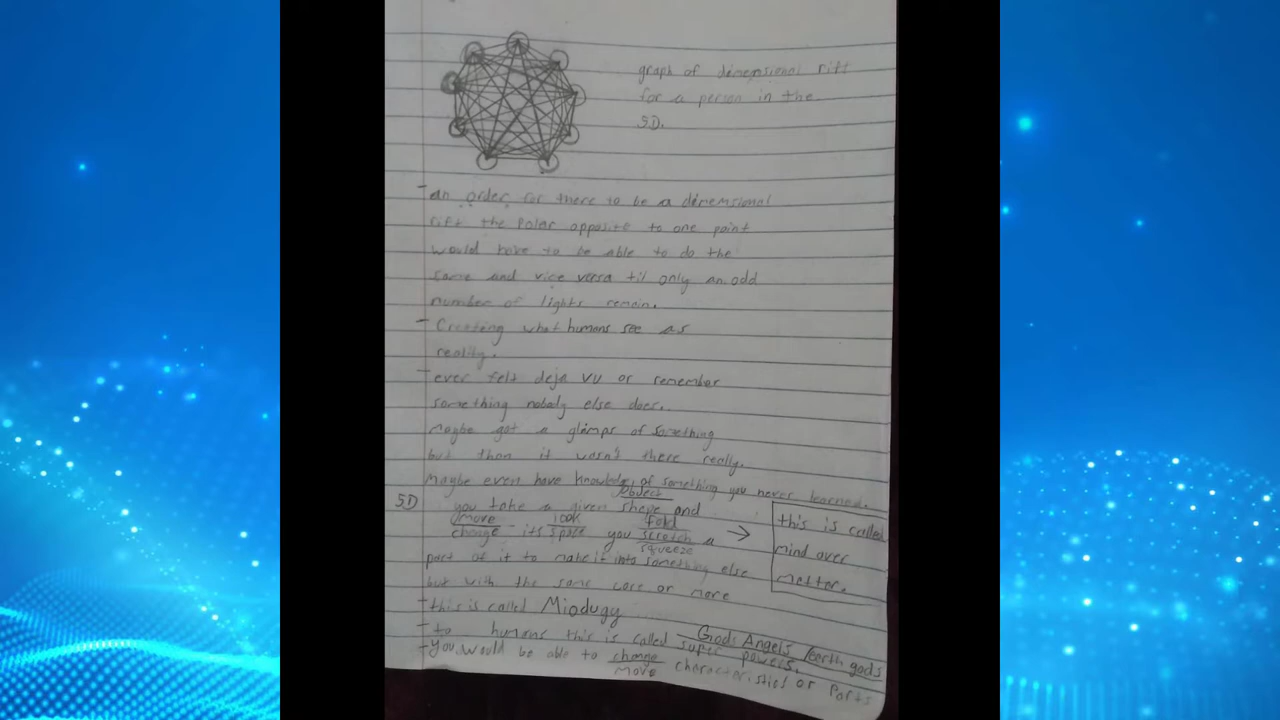 graph of dimensional rift
for a person in the
5D.
- an order for there to be a dimensional
rift the polar opposite to one point
would have to be able to do the
same and vice versa til only an odd
number of lights remain.
- Creating what humans see as
reality.
- ever felt deja vu or remember
something nobody else does.
maybe got a glimps of something
but than it wasn't there really.
Maybe even have knowledg of something you never learned.
object
5D you take a given shape and
move look fold
change its space you scretch a
squeeze
part of it to make it into something else
but with the same core or more
→ this is called
mind over
matter.
- this is called Miodugy
Gods Angels /earth gods
- to humans this is called super powers.
- You would be able to change characteristics or Ports
move